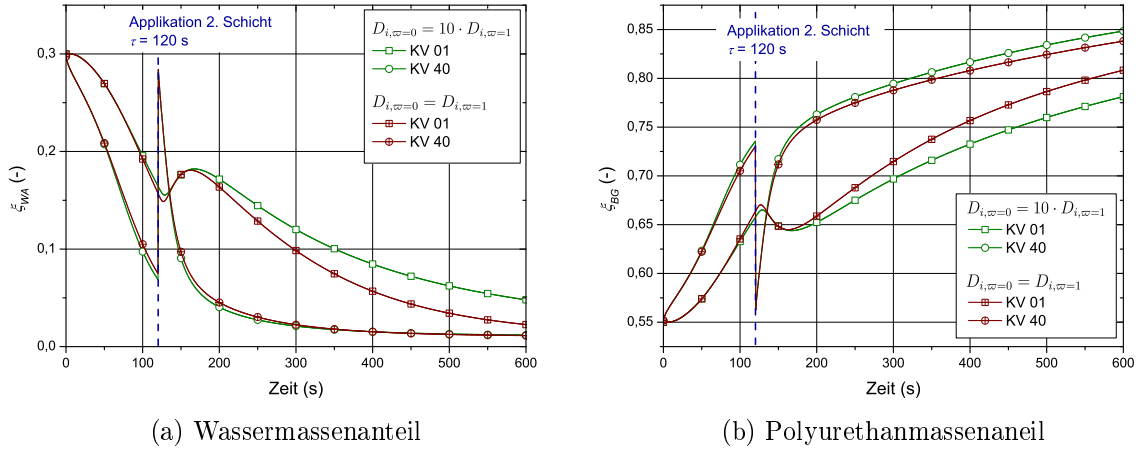 Applikation 2. Schicht
τ = 120 s
D_{i,ϖ=0} = 10 · D_{i,ϖ=1}
KV 01
KV 40
D_{i,ϖ=0} = D_{i,ϖ=1}
KV 01
KV 40
0,3
0,2
0,1
0,0
ξ_{WA} (-)
0 100 200 300 400 500 600
Zeit (s)
(a) Wassermassenanteil
Applikation 2. Schicht
τ = 120 s
0,85
0,80
0,75
0,70
0,65
0,60
0,55
ξ_{BG} (-)
D_{i,ϖ=0} = 10 · D_{i,ϖ=1}
KV 01
KV 40
D_{i,ϖ=0} = D_{i,ϖ=1}
KV 01
KV 40
0 100 200 300 400 500 600
Zeit (s)
(b) Polyurethanmassenaneil